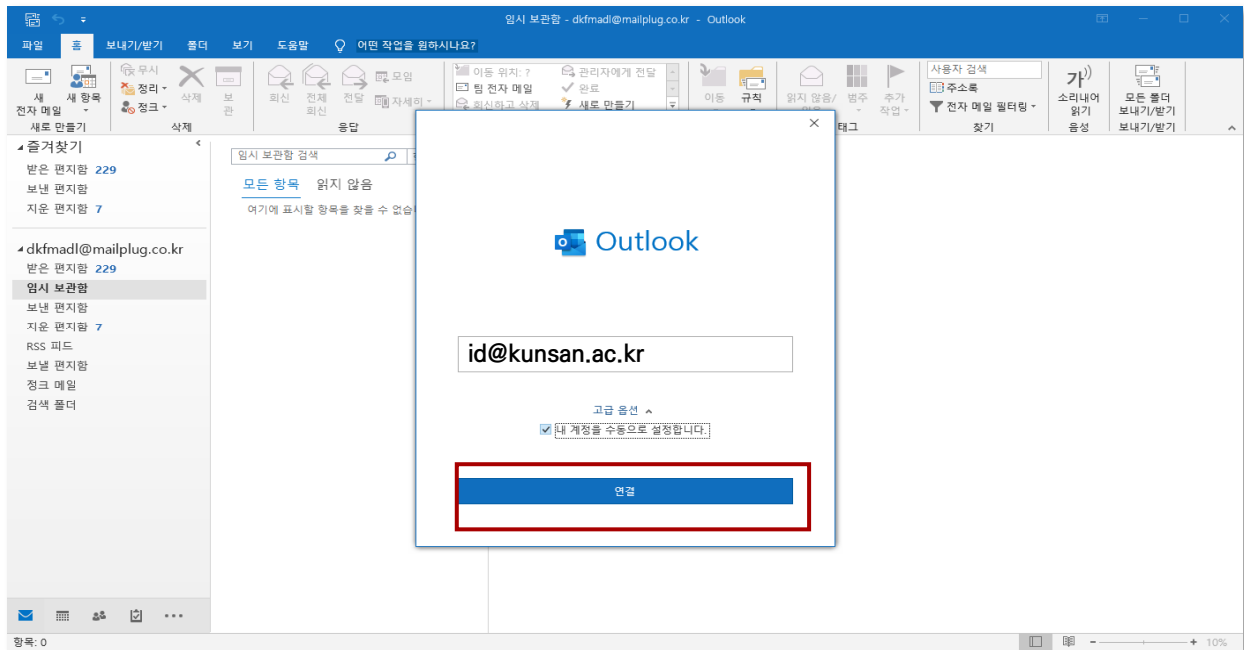 임시 보관함 - dkfmadl@mailplug.co.kr - Outlook
파일 홈 보내기/받기 폴더 보기 도움말 어떤 작업을 원하시나요?
새 전자 메일
새 항목
새로 만들기
무시
정리
정크
삭제
보관
삭제
회신
전체 회신
전달
모임
자세히
응답
이동 위치: ?
팀 전자 메일
회신하고 삭제
관리자에게 전달
완료
새로 만들기
이동
규칙
읽지 않음/
범주
추가 작업
태그
사용자 검색
주소록
전자 메일 필터링
찾기
가))
소리내어 읽기
음성
모든 폴더 보내기/받기
보내기/받기
즐겨찾기
받은 편지함 229
보낸 편지함
지운 편지함 7
dkfmadl@mailplug.co.kr
받은 편지함 229
임시 보관함
보낸 편지함
지운 편지함 7
RSS 피드
보낼 편지함
정크 메일
검색 폴더
임시 보관함 검색
모든 항목 읽지 않음
여기에 표시할 항목을 찾을 수 없습
Outlook
id@kunsan.ac.kr
고급 옵션
내 계정을 수동으로 설정합니다.
연결
항목: 0
10%